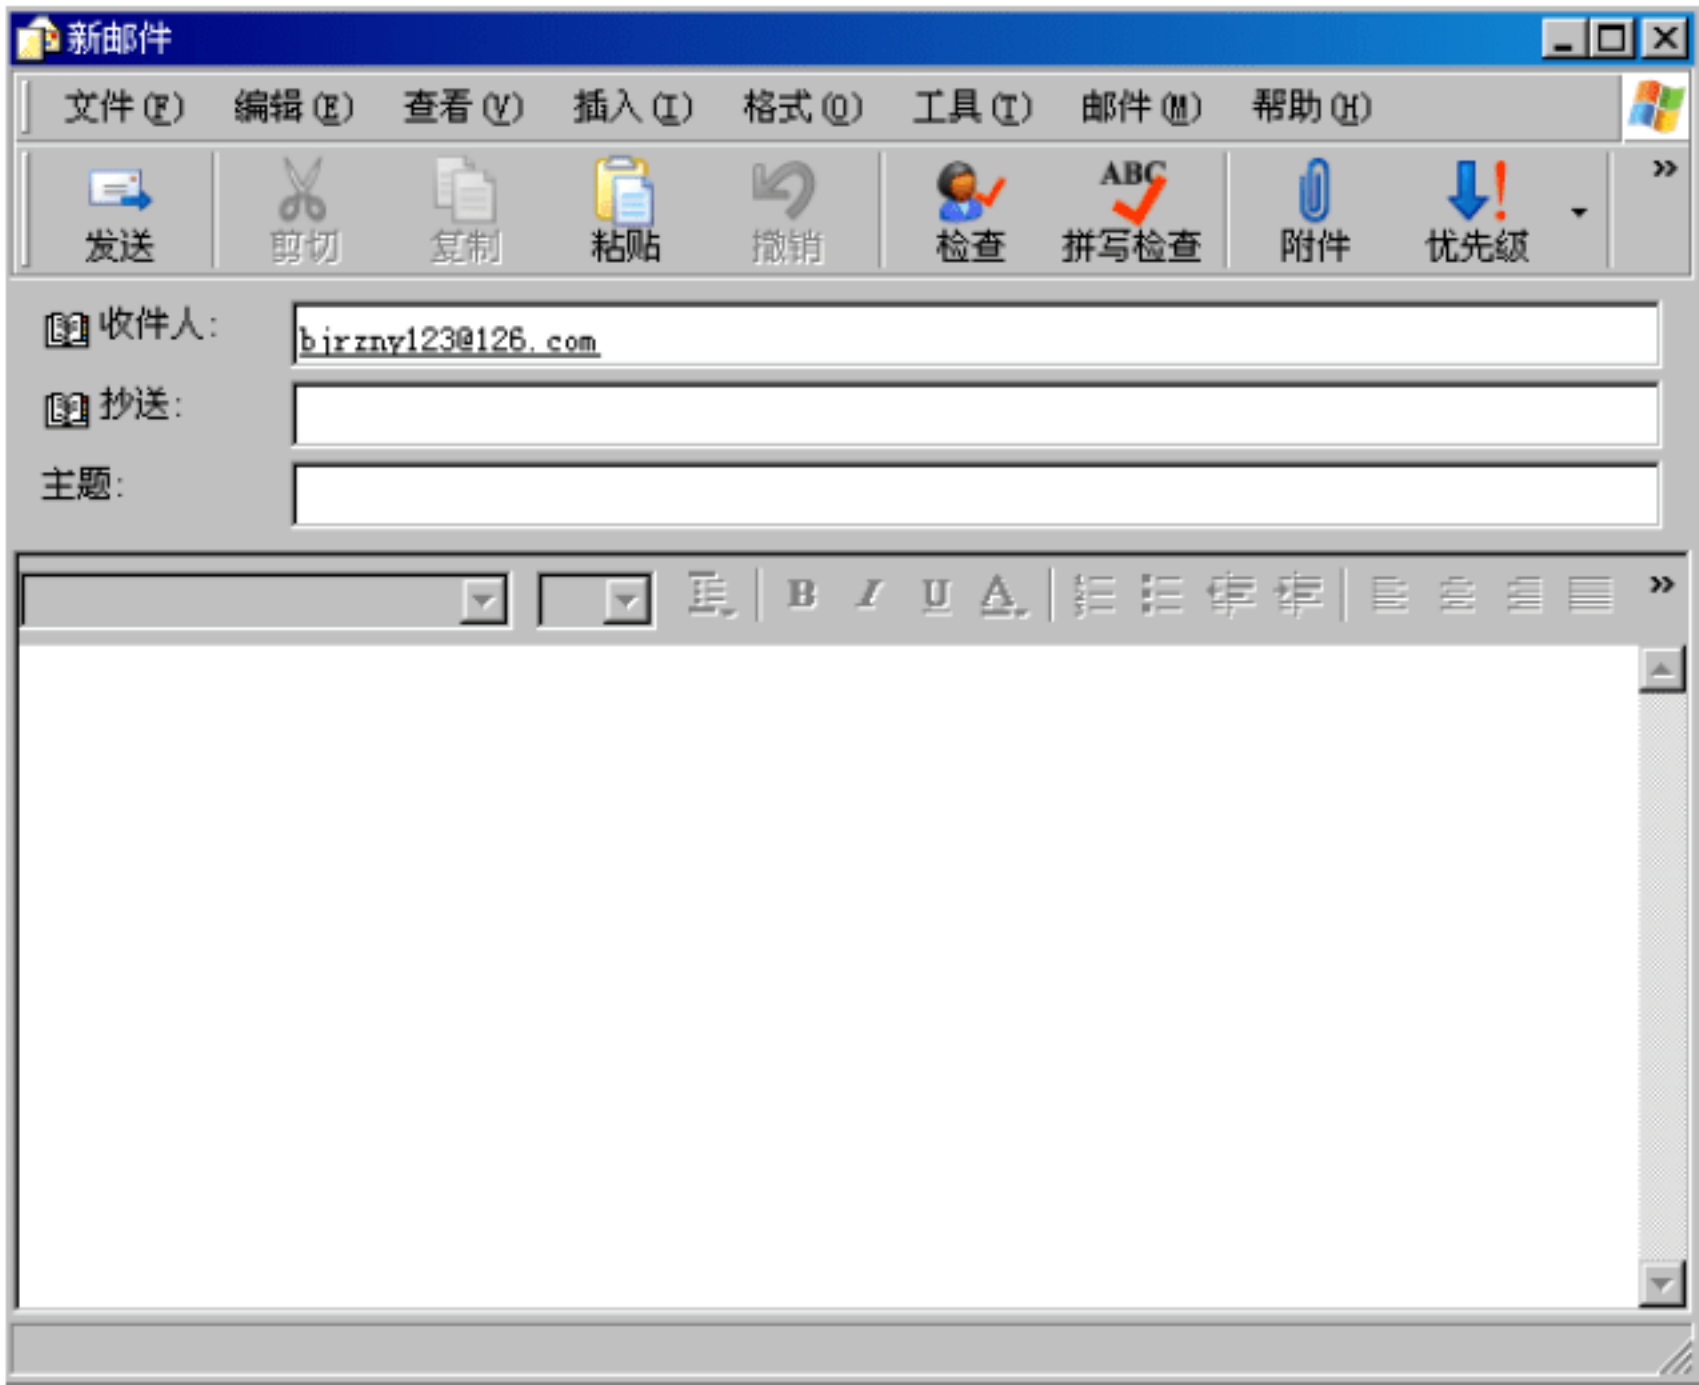 新邮件
文件(F) 编辑(E) 查看(V) 插入(I) 格式(O) 工具(T) 邮件(M) 帮助(H)
ABC
发送 剪切 复制 粘贴 撤销 检查 拼写检查 附件 优先级 »
收件人: bjrzny123@126.com
抄送:
主题:
B I U A »